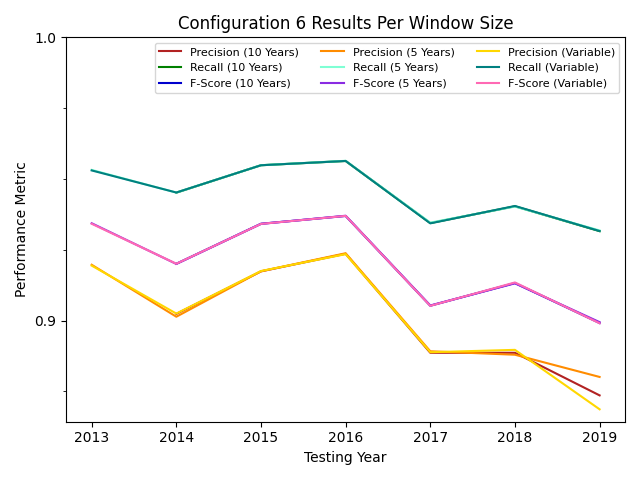 Configuration 6 Results Per Window Size
1.0
Precision (10 Years) Precision (5 Years) Precision (Variable)
Recall (10 Years) Recall (5 Years) Recall (Variable)
F-Score (10 Years) F-Score (5 Years) F-Score (Variable)
Performance Metric
0.9
2013 2014 2015 2016 2017 2018 2019
Testing Year